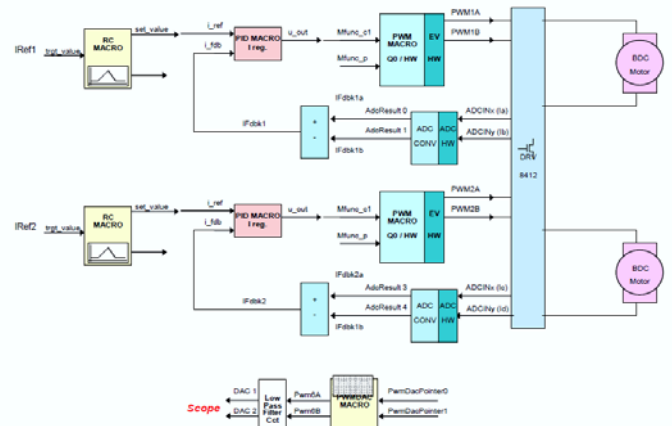 IRef1
trgt_value
RC
MACRO
set_value
i_ref
i_fdb
PID MACRO
I reg.
u_out
Mfunc_c1
Mfunc_p
PWM
MACRO
Q0 / HW
EV
HW
PWM1A
PWM1B
BDC
Motor
IFdbk1
+
-
IFdbk1a
AdcResult 0
AdcResult 1
IFdbk1b
ADC
CONV
ADC
HW
ADCINx (Ia)
ADCINy (Ib)
DRV
8412
IRef2
trgt_value
RC
MACRO
set_value
i_ref
i_fdb
PID MACRO
I reg.
u_out
Mfunc_c1
Mfunc_p
PWM
MACRO
Q0 / HW
EV
HW
PWM2A
PWM2B
BDC
Motor
IFdbk2
+
-
IFdbk2a
AdcResult 3
AdcResult 4
IFdbk1b
ADC
CONV
ADC
HW
ADCINx (Ic)
ADCINy (Id)
Scope
DAC 1
DAC 2
Low
Pass
Filter
Cct
Pwm6A
Pwm6B
PWMDAC
MACRO
PwmDacPointer0
PwmDacPointer1